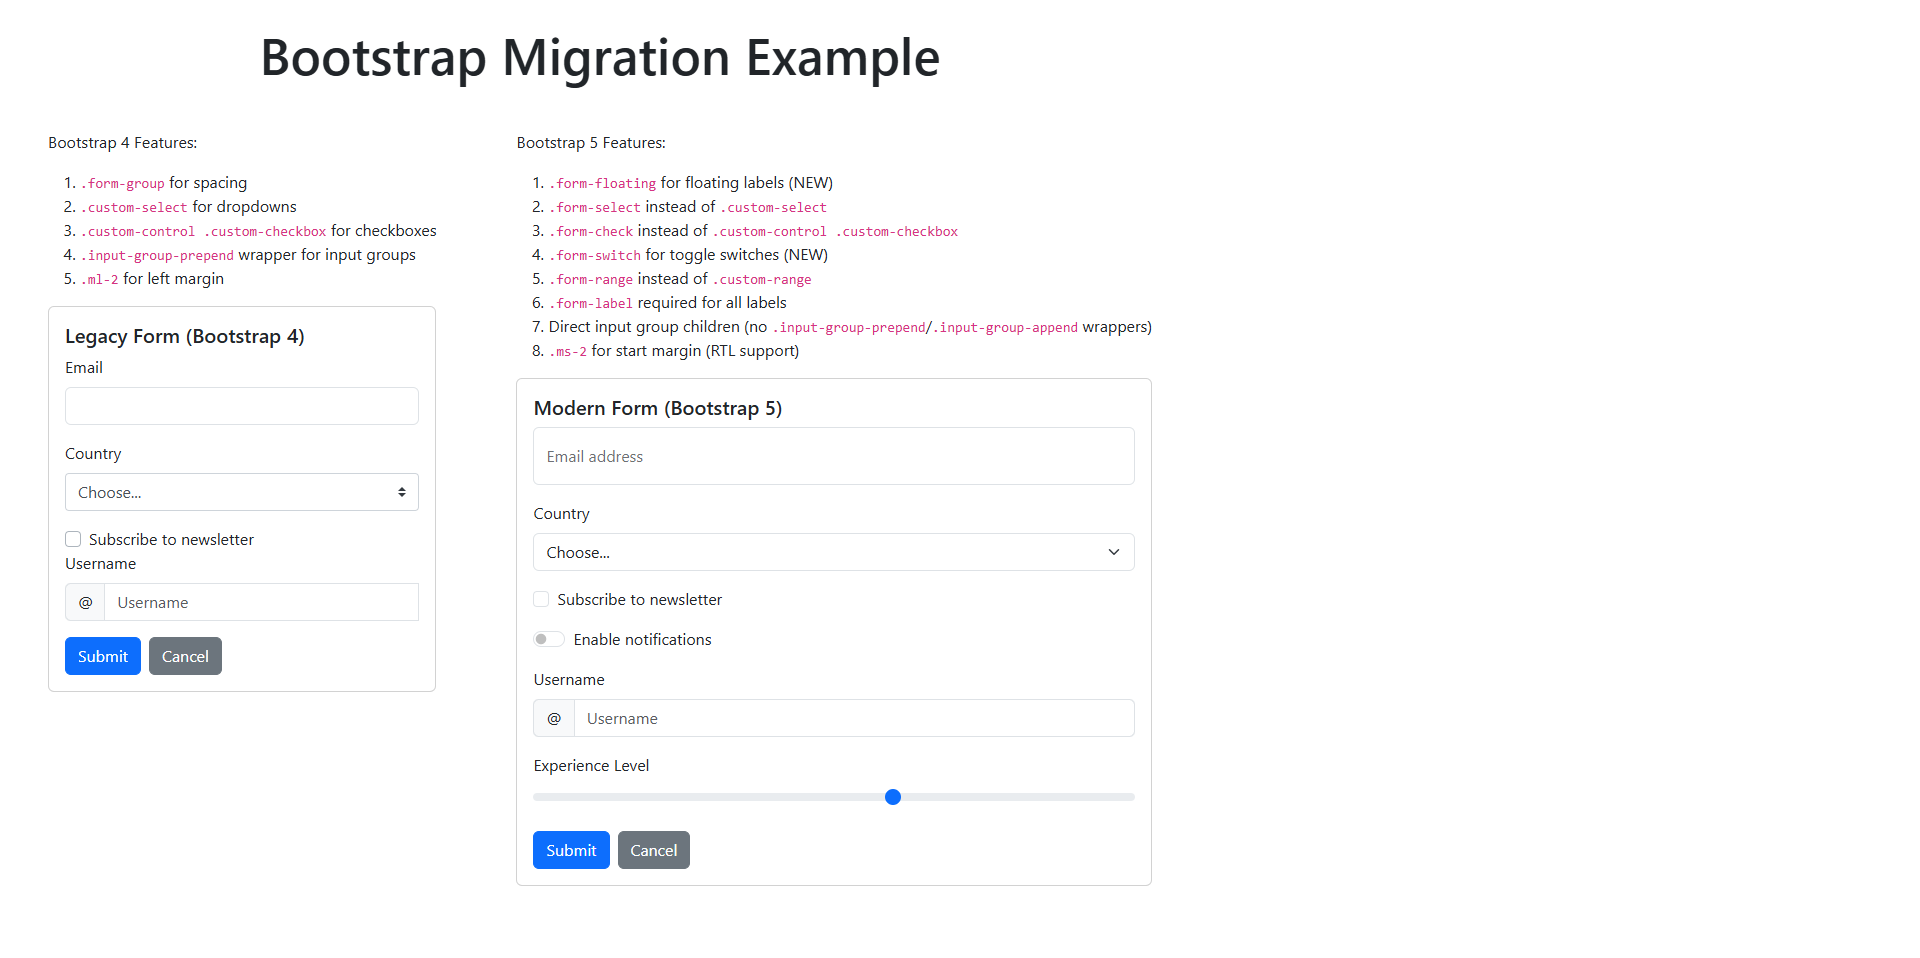 Bootstrap Migration Example
Bootstrap 4 Features:
1. .form-group for spacing
2. .custom-select for dropdowns
3. .custom-control .custom-checkbox for checkboxes
4. .input-group-prepend wrapper for input groups
5. .ml-2 for left margin
Legacy Form (Bootstrap 4)
Email
Country
Choose...
Subscribe to newsletter
Username
@ Username
Submit Cancel
Bootstrap 5 Features:
1. .form-floating for floating labels (NEW)
2. .form-select instead of .custom-select
3. .form-check instead of .custom-control .custom-checkbox
4. .form-switch for toggle switches (NEW)
5. .form-range instead of .custom-range
6. .form-label required for all labels
7. Direct input group children (no .input-group-prepend/.input-group-append wrappers)
8. .ms-2 for start margin (RTL support)
Modern Form (Bootstrap 5)
Email address
Country
Choose...
Subscribe to newsletter
Enable notifications
Username
@ Username
Experience Level
Submit Cancel